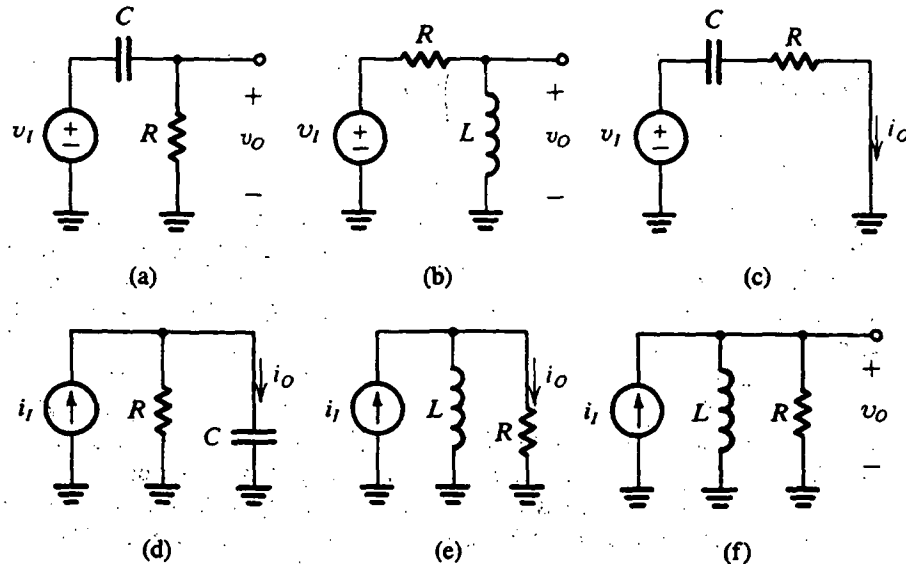 C
R
C
R
v_I
+
−
R
+
v_O
−
v_I
+
−
L
+
v_O
−
v_I
+
−
i_O
(a)
(b)
(c)
i_I
R
C
i_O
i_I
L
R
i_O
i_I
L
R
+
v_O
−
(d)
(e)
(f)